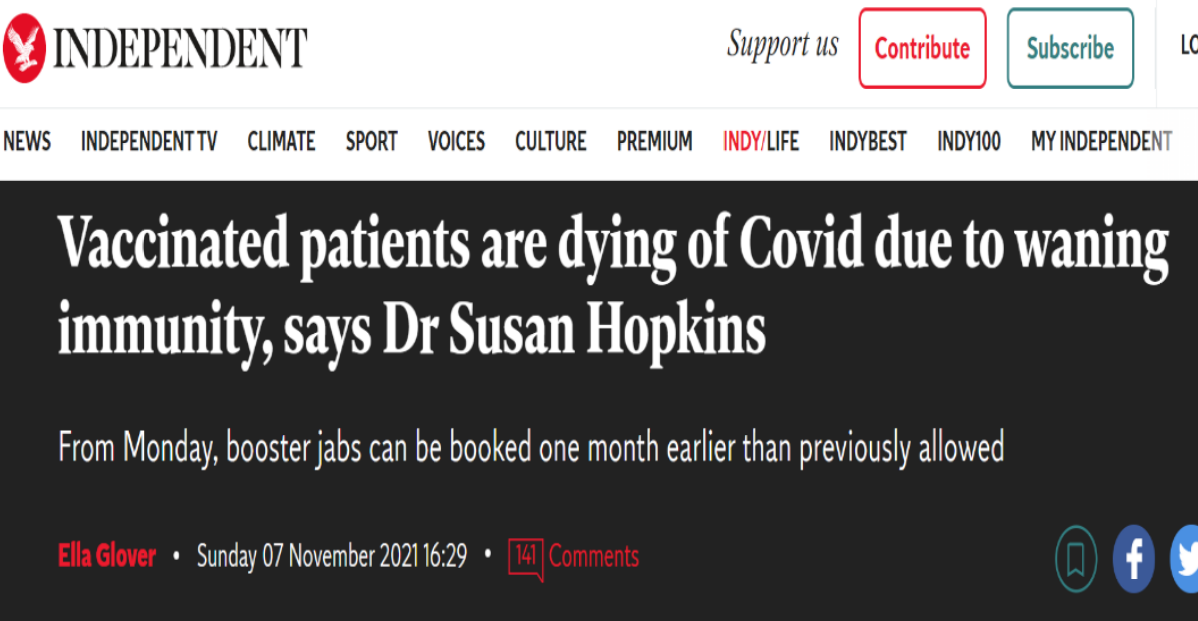 INDEPENDENT
Support us
Contribute
Subscribe
LO
NEWS INDEPENDENT TV CLIMATE SPORT VOICES CULTURE PREMIUM INDY/LIFE INDYBEST INDY100 MY INDEPENDENT
Vaccinated patients are dying of Covid due to waning
immunity, says Dr Susan Hopkins
From Monday, booster jabs can be booked one month earlier than previously allowed
Ella Glover • Sunday 07 November 2021 16:29 • 141 Comments